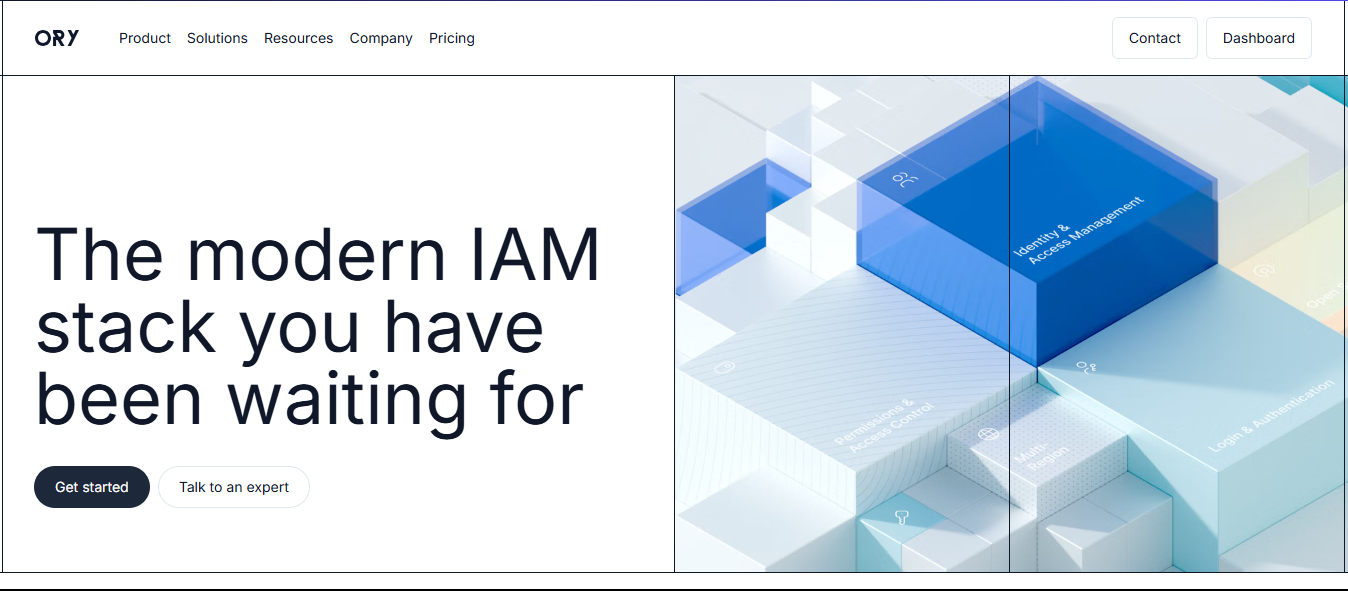 ORY
Product
Solutions
Resources
Company
Pricing
Contact
Dashboard
The modern IAM
stack you have
been waiting for
Get started
Talk to an expert
Identity &
Access Management
Open
Permissions &
Access Control
Multi-
Region
Login & Authentication